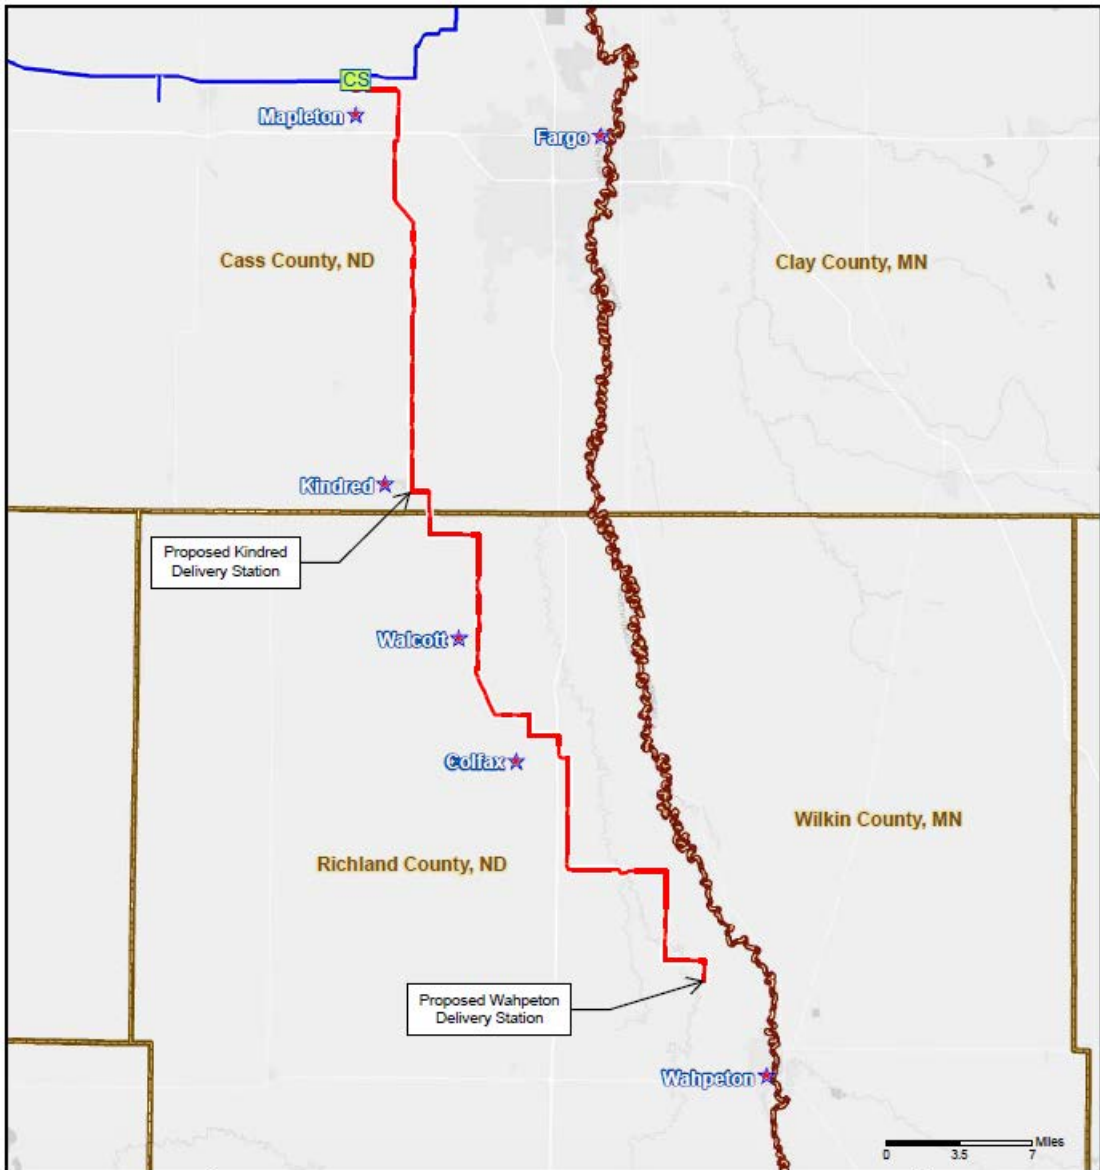 CS
Mapleton
Fargo
Cass County, ND
Clay County, MN
Kindred
Proposed Kindred
Delivery Station
Walcott
Colfax
Wilkin County, MN
Richland County, ND
Proposed Wahpeton
Delivery Station
Wahpeton
Miles
0 3.5 7